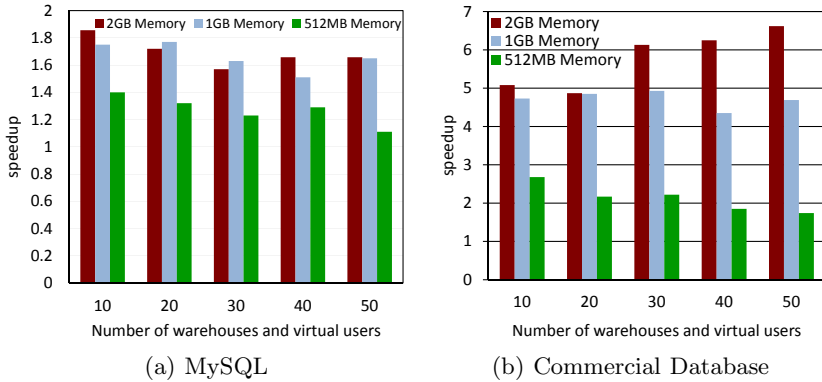 2GB Memory 1GB Memory 512MB Memory
2
1.8
1.6
1.4
1.2
1
0.8
0.6
0.4
0.2
0
speedup
10 20 30 40 50
Number of warehouses and virtual users
(a) MySQL
2GB Memory
1GB Memory
512MB Memory
7
6
5
4
3
2
1
0
speedup
10 20 30 40 50
Number of warehouses and virtual users
(b) Commercial Database